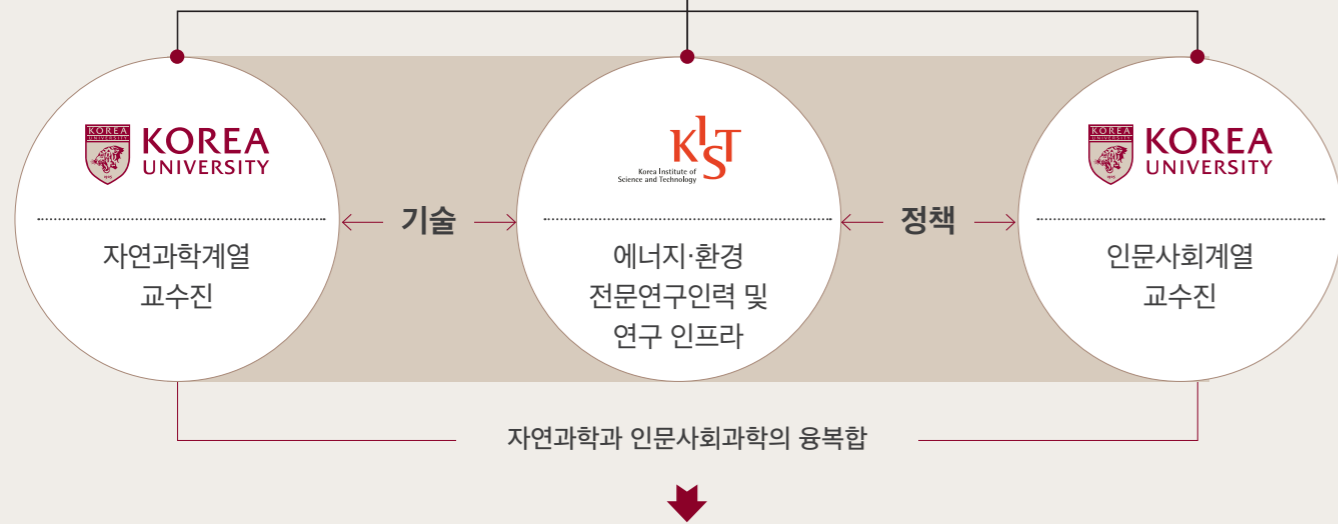 KOREA
UNIVERSITY
자연과학계열
교수진
기술
KIST
Korea Institute of
Science and Technology
에너지·환경
전문연구인력 및
연구 인프라
정책
KOREA
UNIVERSITY
인문사회계열
교수진
자연과학과 인문사회과학의 융복합